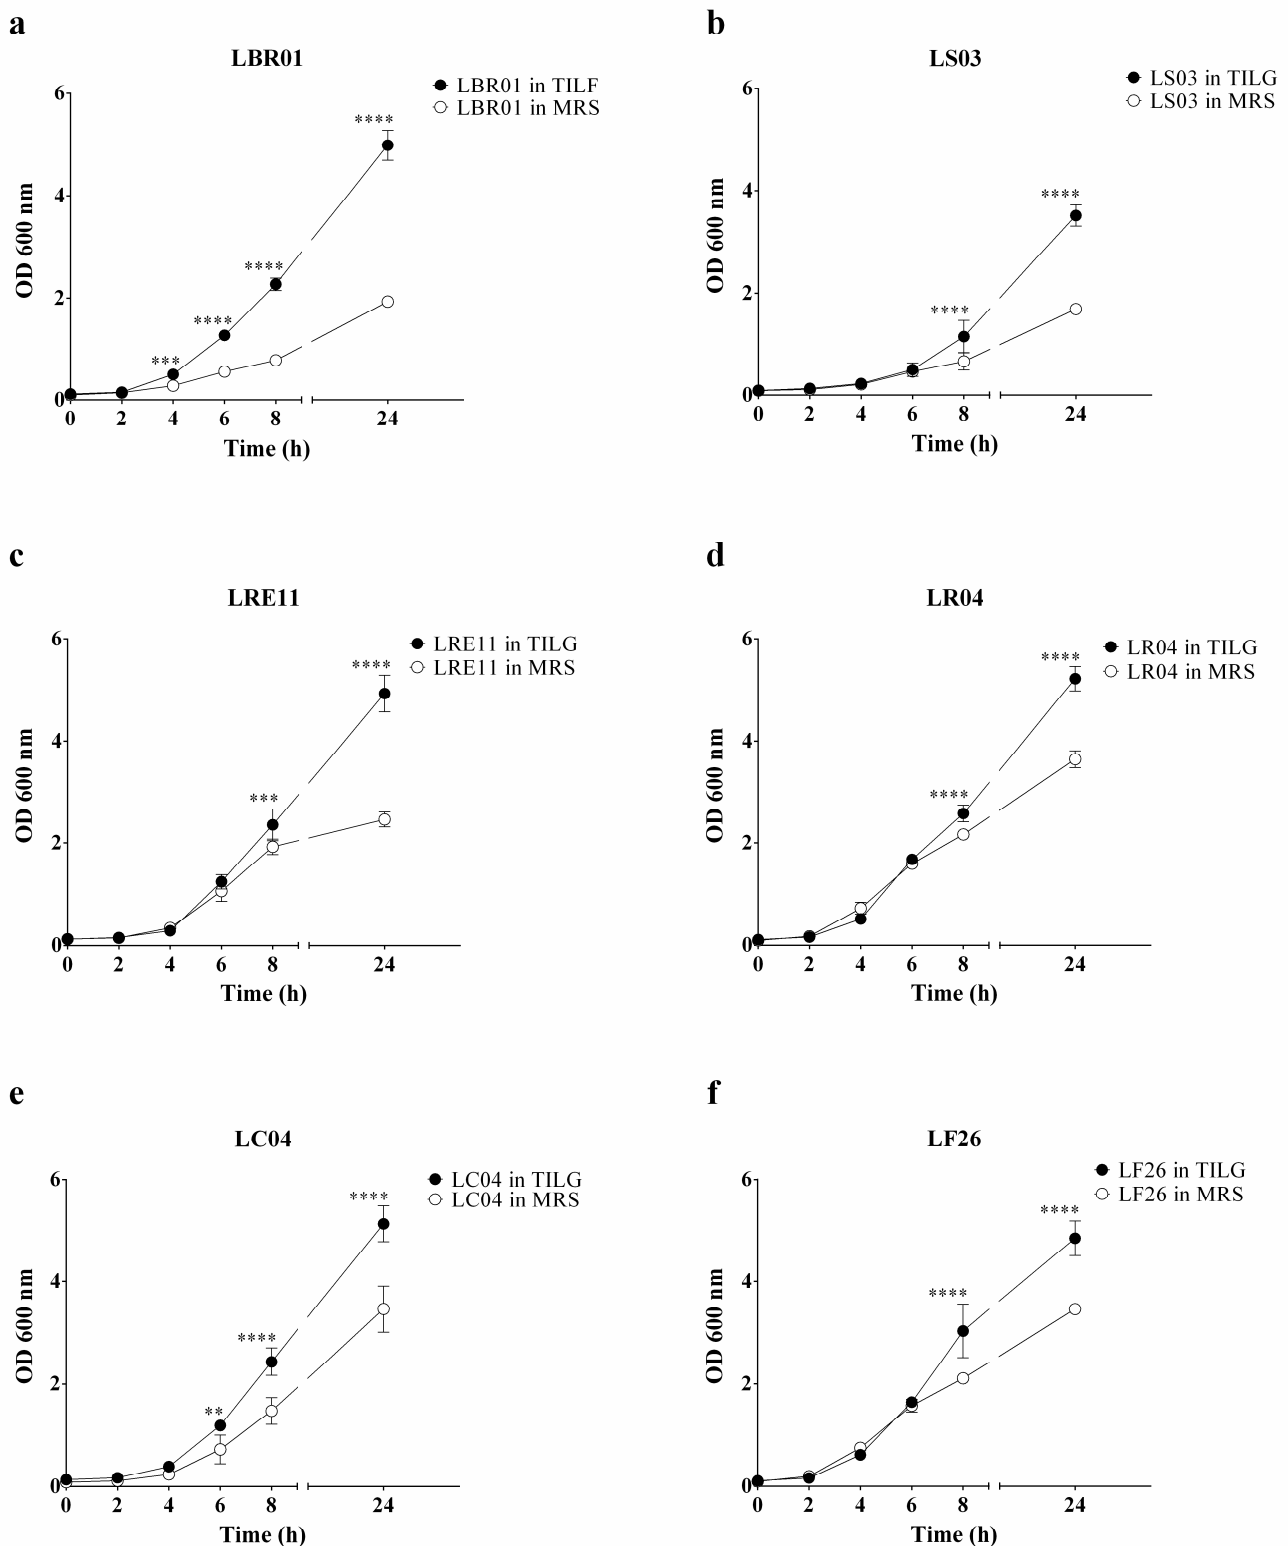 a
LBR01
LBR01 in TILF
LBR01 in MRS
OD 600 nm
6
4
2
0
***
****
****
****
0 2 4 6 8 24
Time (h)
b
LS03
LS03 in TILG
LS03 in MRS
OD 600 nm
6
4
2
0
****
****
0 2 4 6 8 24
Time (h)
c
LRE11
LRE11 in TILG
LRE11 in MRS
OD 600 nm
6
4
2
0
***
****
0 2 4 6 8 24
Time (h)
d
LR04
LR04 in TILG
LR04 in MRS
OD 600 nm
6
4
2
0
****
****
0 2 4 6 8 24
Time (h)
e
LC04
LC04 in TILG
LC04 in MRS
OD 600 nm
6
4
2
0
**
****
****
0 2 4 6 8 24
Time (h)
f
LF26
LF26 in TILG
LF26 in MRS
OD 600 nm
6
4
2
0
****
****
0 2 4 6 8 24
Time (h)